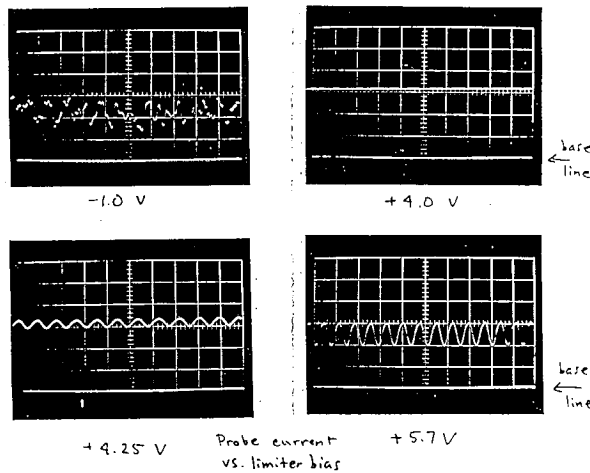 -1.0 V
+4.0 V
base
←
line
+4.25 V
+5.7 V
base
←
line
Probe current
vs. limiter bias